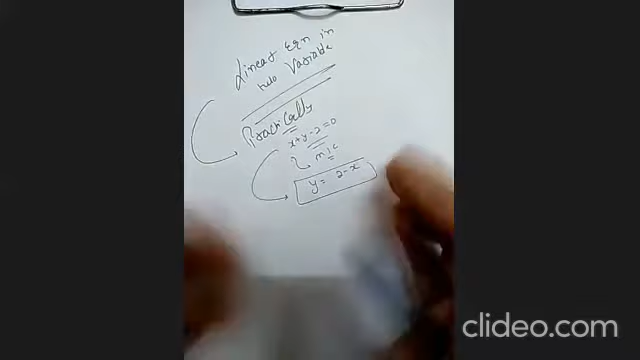 Linear Eqn in
two Variable
Practically
x+y-2=0
y = 2-x
clideo.com